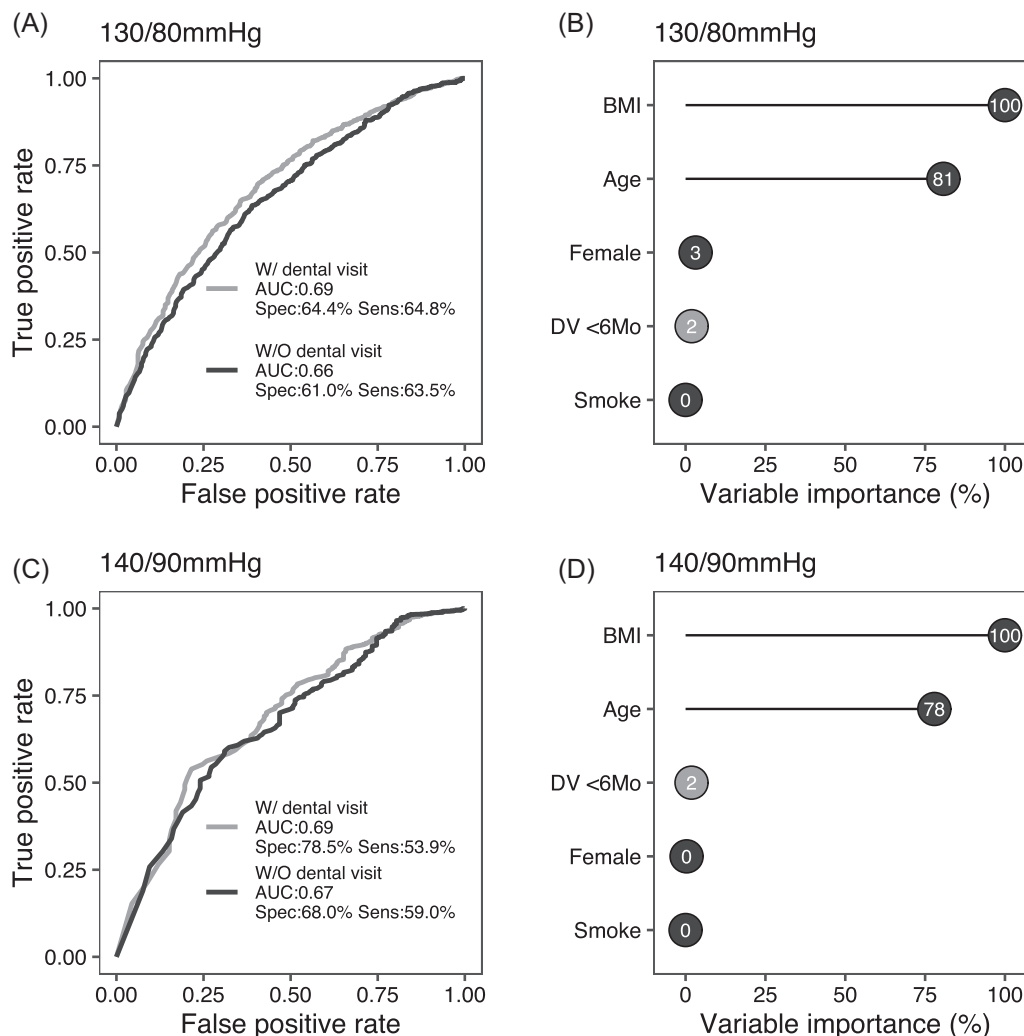 (A)
130/80mmHg
True positive rate
1.00
0.75
0.50
0.25
0.00
W/ dental visit
AUC:0.69
Spec:64.4% Sens:64.8%
W/O dental visit
AUC:0.66
Spec:61.0% Sens:63.5%
0.00 0.25 0.50 0.75 1.00
False positive rate
(B)
130/80mmHg
BMI 100
Age 81
Female 3
DV <6Mo 2
Smoke 0
0 25 50 75 100
Variable importance (%)
(C)
140/90mmHg
True positive rate
1.00
0.75
0.50
0.25
0.00
W/ dental visit
AUC:0.69
Spec:78.5% Sens:53.9%
W/O dental visit
AUC:0.67
Spec:68.0% Sens:59.0%
0.00 0.25 0.50 0.75 1.00
False positive rate
(D)
140/90mmHg
BMI 100
Age 78
DV <6Mo 2
Female 0
Smoke 0
0 25 50 75 100
Variable importance (%)